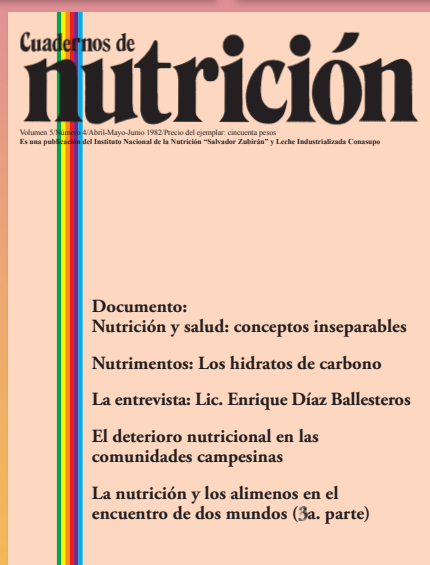 Cuadernos de
nutrición
Volumen 5/Número 4/Abril-Mayo-Junio 1982/Precio del ejemplar: cincuenta pesos
Es una publicación del Instituto Nacional de la Nutrición “Salvador Zubirán” y Leche Industrializada Conasupo
Documento:
Nutrición y salud: conceptos inseparables
Nutrimentos: Los hidratos de carbono
La entrevista: Lic. Enrique Díaz Ballesteros
El deterioro nutricional en las
comunidades campesinas
La nutrición y los alimenos en el
encuentro de dos mundos (3a. parte)